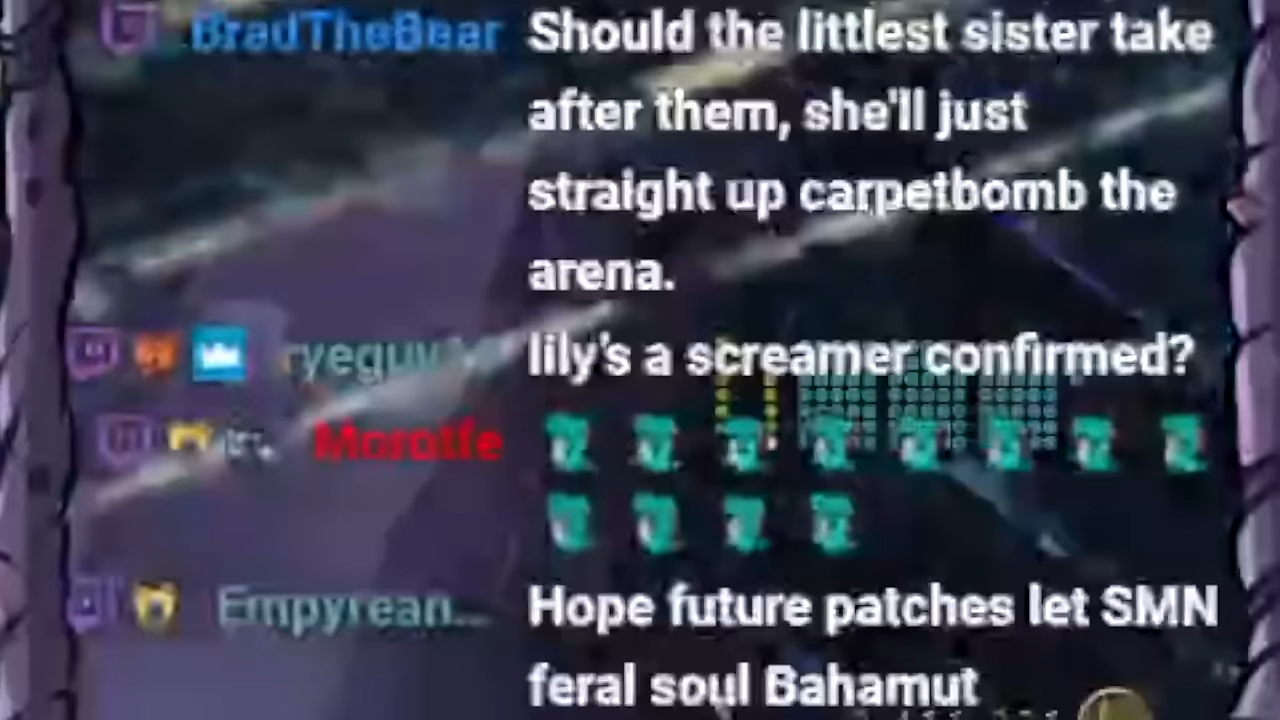 BradTheBear Should the littlest sister take
after them, she'll just
straight up carpetbomb the
arena.
lily's a screamer confirmed?
Empyrean... Hope future patches let SMN
feral soul Bahamut